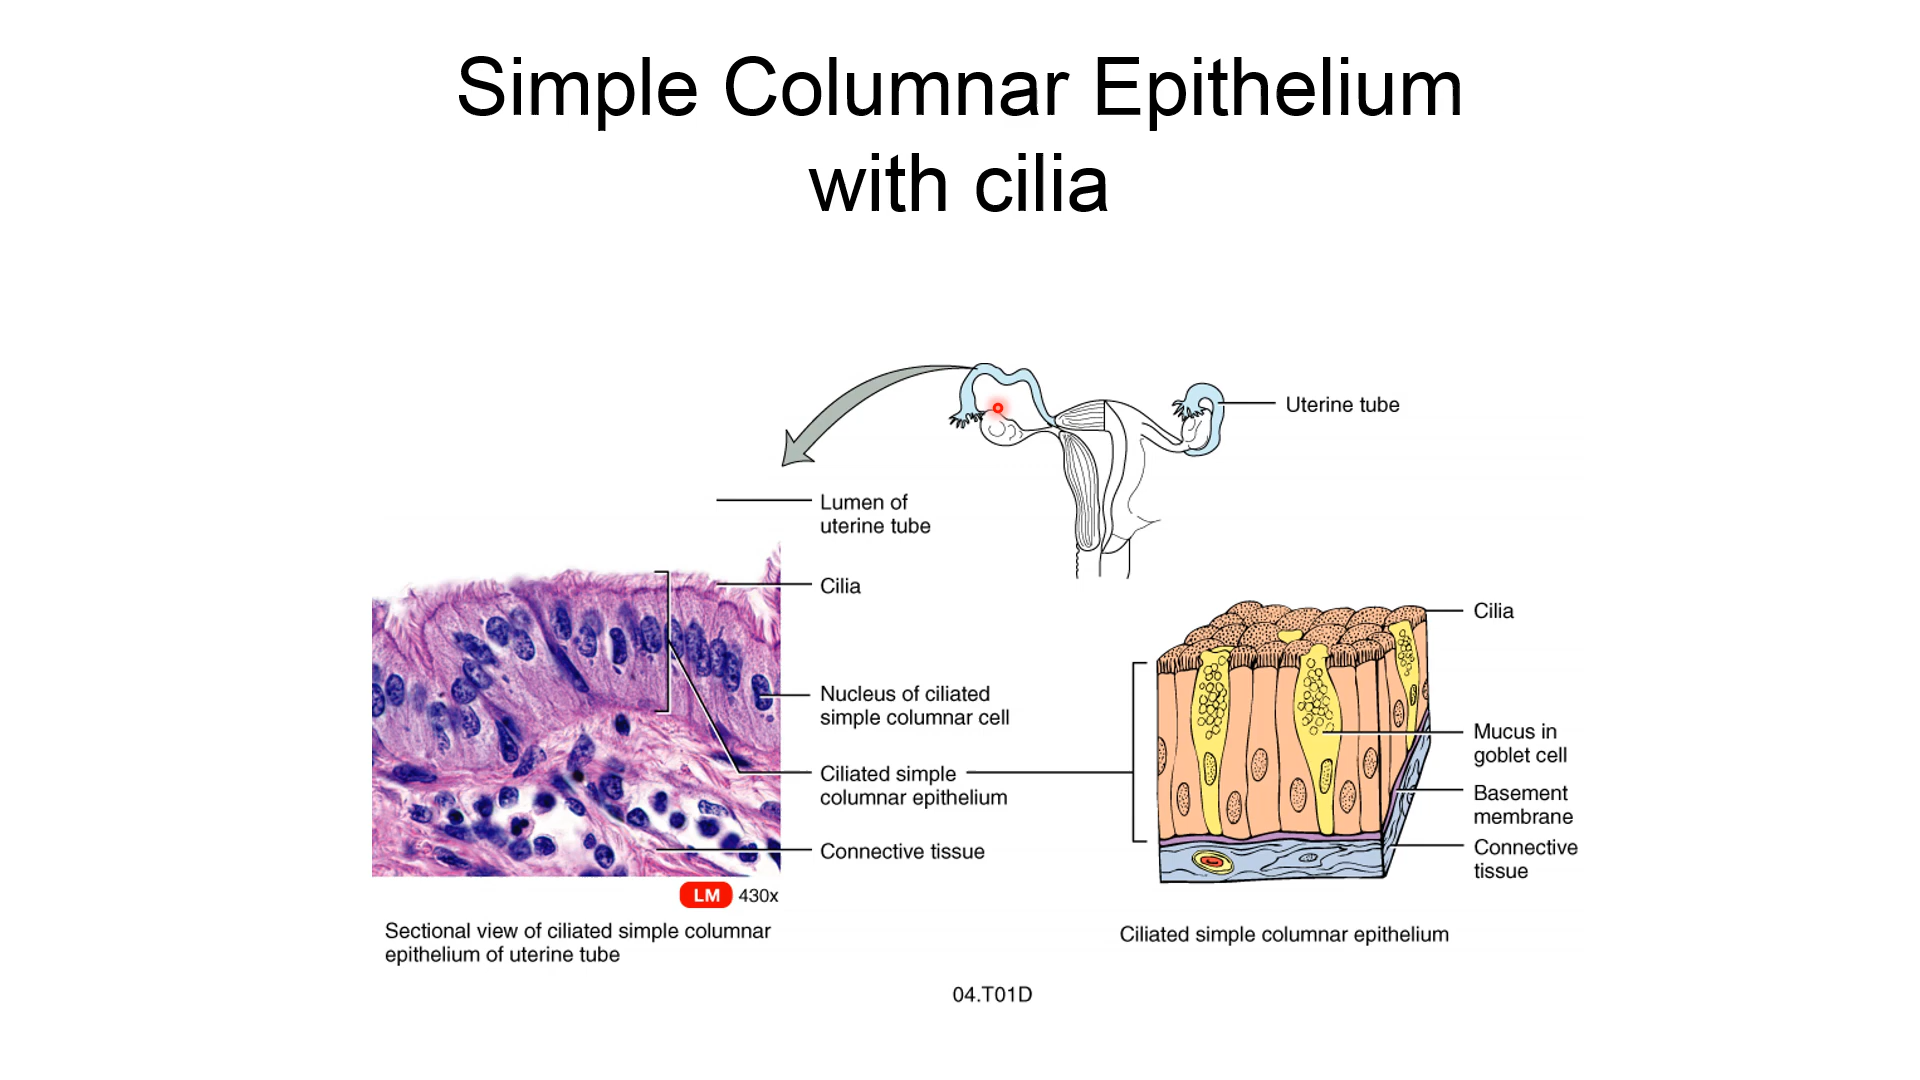 Simple Columnar Epithelium
with cilia
Uterine tube
Lumen of
uterine tube
Cilia
Nucleus of ciliated
simple columnar cell
Ciliated simple
columnar epithelium
Connective tissue
LM 430x
Sectional view of ciliated simple columnar
epithelium of uterine tube
Cilia
Mucus in
goblet cell
Basement
membrane
Connective
tissue
Ciliated simple columnar epithelium
04.T01D